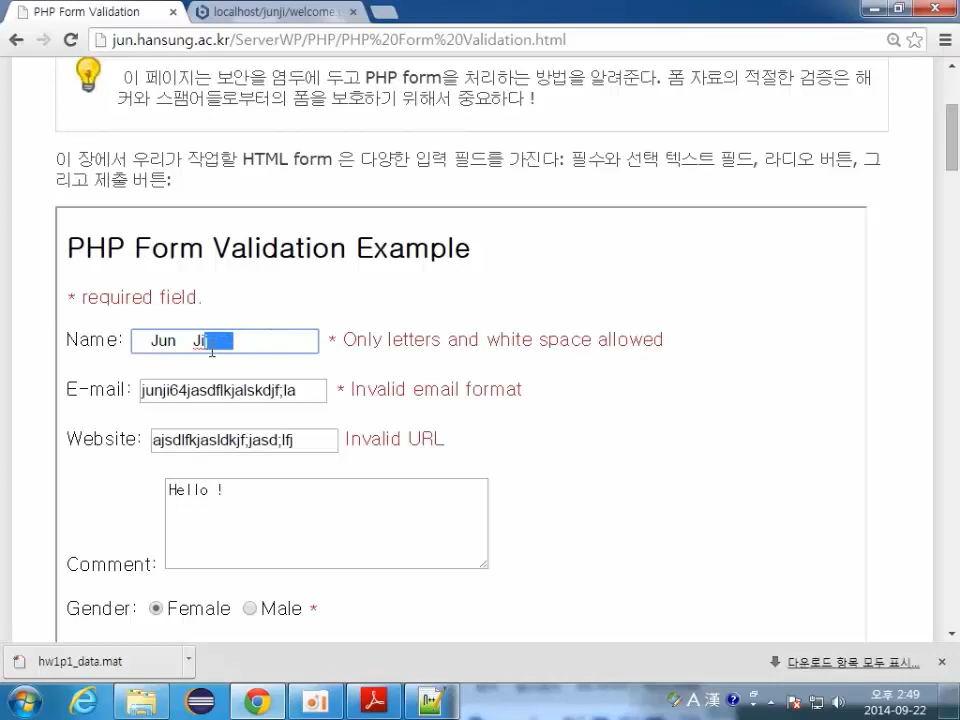 PHP Form Validation
localhost/junji/welcome.
jun.hansung.ac.kr/ServerWP/PHP/PHP%20Form%20Validation.html
이 페이지는 보안을 염두에 두고 PHP form을 처리하는 방법을 알려준다. 폼 자료의 적절한 검증은 해
커와 스팸어들로부터의 폼을 보호하기 위해서 중요하다 !
이 장에서 우리가 작업할 HTML form 은 다양한 입력 필드를 가진다: 필수와 선택 텍스트 필드, 라디오 버튼, 그
리고 제출 버튼:
PHP Form Validation Example
* required field.
Name: Jun Ji * Only letters and white space allowed
E-mail: junji64jasdflkjalskdjf;la * Invalid email format
Website: ajsdlfkjasldkjf;jasd;lfj Invalid URL
Hello !
Comment:
Gender: Female Male *
hw1p1_data.mat
다운로드 항목 모두 표시...
A 漢
오후 2:49
2014-09-22